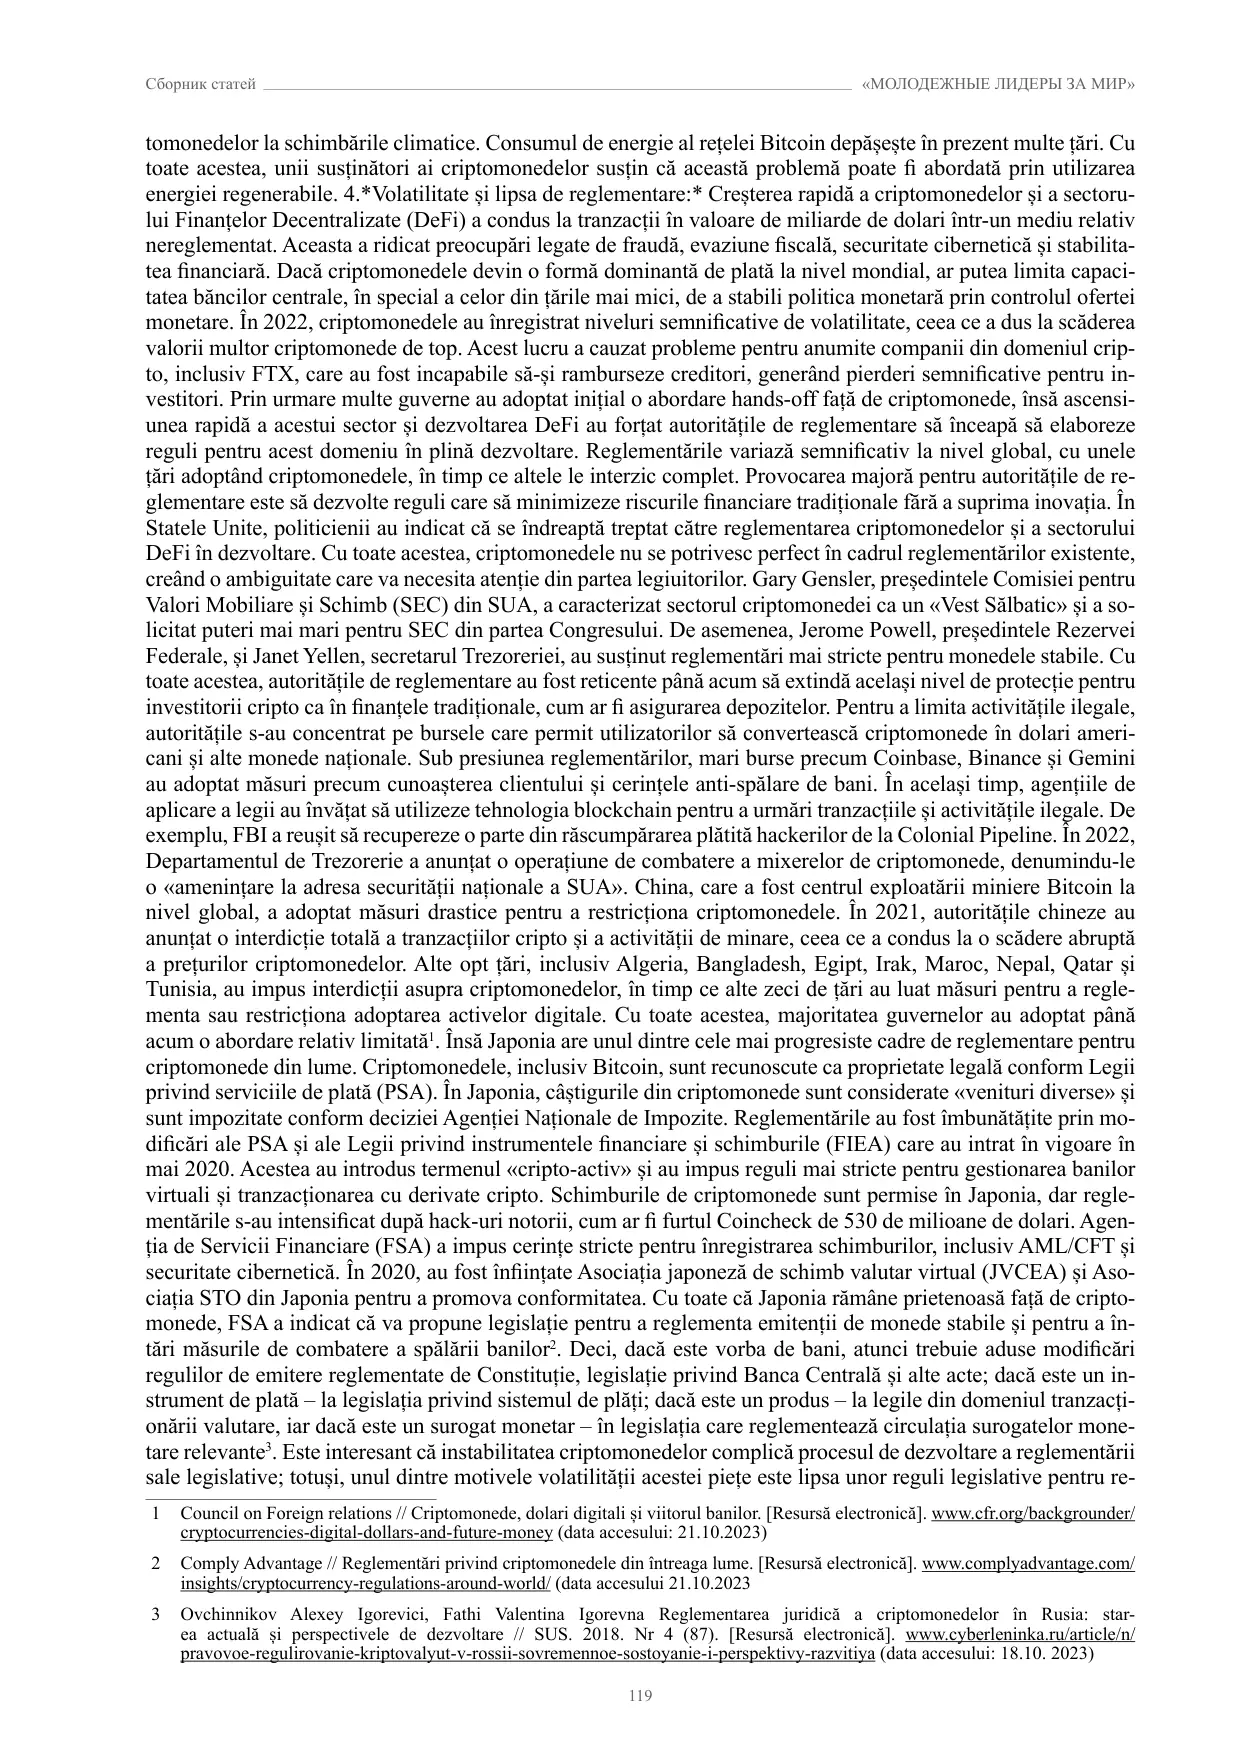 Сборник статей
«МОЛОДЕЖНЫЕ ЛИДЕРЫ ЗА МИР»
tomonedelor la schimbările climatice. Consumul de energie al rețelei Bitcoin depășește în prezent multe țări. Cu
toate acestea, unii susținători ai criptomonedelor susțin că această problemă poate fi abordată prin utilizarea
energiei regenerabile. 4.*Volatilitate și lipsa de reglementare:* Creșterea rapidă a criptomonedelor și a sectoru-
lui Finanțelor Decentralizate (DeFi) a condus la tranzacții în valoare de miliarde de dolari într-un mediu relativ
nereglementat. Aceasta a ridicat preocupări legate de fraudă, evaziune fiscală, securitate cibernetică și stabilita-
tea financiară. Dacă criptomonedele devin o formă dominantă de plată la nivel mondial, ar putea limita capaci-
tatea băncilor centrale, în special a celor din țările mai mici, de a stabili politica monetară prin controlul ofertei
monetare. În 2022, criptomonedele au înregistrat niveluri semnificative de volatilitate, ceea ce a dus la scăderea
valorii multor criptomonede de top. Acest lucru a cauzat probleme pentru anumite companii din domeniul crip-
to, inclusiv FTX, care au fost incapabile să-și ramburseze creditori, generând pierderi semnificative pentru in-
vestitori. Prin urmare multe guverne au adoptat inițial o abordare hands-off față de criptomonede, însă ascensi-
unea rapidă a acestui sector și dezvoltarea DeFi au forțat autoritățile de reglementare să înceapă să elaboreze
reguli pentru acest domeniu în plină dezvoltare. Reglementările variază semnificativ la nivel global, cu unele
țări adoptând criptomonedele, în timp ce altele le interzic complet. Provocarea majoră pentru autoritățile de re-
glementare este să dezvolte reguli care să minimizeze riscurile financiare tradiționale fără a suprima inovația. În
Statele Unite, politicienii au indicat că se îndreaptă treptat către reglementarea criptomonedelor și a sectorului
DeFi în dezvoltare. Cu toate acestea, criptomonedele nu se potrivesc perfect în cadrul reglementărilor existente,
creând o ambiguitate care va necesita atenție din partea legiuitorilor. Gary Gensler, președintele Comisiei pentru
Valori Mobiliare și Schimb (SEC) din SUA, a caracterizat sectorul criptomonedei ca un «Vest Sălbatic» și a so-
licitat puteri mai mari pentru SEC din partea Congresului. De asemenea, Jerome Powell, președintele Rezervei
Federale, și Janet Yellen, secretarul Trezoreriei, au susținut reglementări mai stricte pentru monedele stabile. Cu
toate acestea, autoritățile de reglementare au fost reticente până acum să extindă același nivel de protecție pentru
investitorii cripto ca în finanțele tradiționale, cum ar fi asigurarea depozitelor. Pentru a limita activitățile ilegale,
autoritățile s-au concentrat pe bursele care permit utilizatorilor să convertească criptomonede în dolari ameri-
cani și alte monede naționale. Sub presiunea reglementărilor, mari burse precum Coinbase, Binance și Gemini
au adoptat măsuri precum cunoașterea clientului și cerințele anti-spălare de bani. În același timp, agențiile de
aplicare a legii au învățat să utilizeze tehnologia blockchain pentru a urmări tranzacțiile și activitățile ilegale. De
exemplu, FBI a reușit să recupereze o parte din răscumpărarea plătită hackerilor de la Colonial Pipeline. În 2022,
Departamentul de Trezorerie a anunțat o operațiune de combatere a mixerelor de criptomonede, denumindu-le
o «amenințare la adresa securității naționale a SUA». China, care a fost centrul exploatării miniere Bitcoin la
nivel global, a adoptat măsuri drastice pentru a restricționa criptomonedele. În 2021, autoritățile chineze au
anunțat o interdicție totală a tranzacțiilor cripto și a activității de minare, ceea ce a condus la o scădere abruptă
a prețurilor criptomonedelor. Alte opt țări, inclusiv Algeria, Bangladesh, Egipt, Irak, Maroc, Nepal, Qatar și
Tunisia, au impus interdicții asupra criptomonedelor, în timp ce alte zeci de țări au luat măsuri pentru a regle-
menta sau restricționa adoptarea activelor digitale. Cu toate acestea, majoritatea guvernelor au adoptat până
acum o abordare relativ limitată¹. Însă Japonia are unul dintre cele mai progresiste cadre de reglementare pentru
criptomonede din lume. Criptomonedele, inclusiv Bitcoin, sunt recunoscute ca proprietate legală conform Legii
privind serviciile de plată (PSA). În Japonia, câștigurile din criptomonede sunt considerate «venituri diverse» și
sunt impozitate conform deciziei Agenției Naționale de Impozite. Reglementările au fost îmbunătățite prin mo-
dificări ale PSA și ale Legii privind instrumentele financiare și schimburile (FIEA) care au intrat în vigoare în
mai 2020. Acestea au introdus termenul «cripto-activ» și au impus reguli mai stricte pentru gestionarea banilor
virtuali și tranzacționarea cu derivate cripto. Schimburile de criptomonede sunt permise în Japonia, dar regle-
mentările s-au intensificat după hack-uri notorii, cum ar fi furtul Coincheck de 530 de milioane de dolari. Agen-
ția de Servicii Financiare (FSA) a impus cerințe stricte pentru înregistrarea schimburilor, inclusiv AML/CFT și
securitate cibernetică. În 2020, au fost înființate Asociația japoneză de schimb valutar virtual (JVCEA) și Aso-
ciația STO din Japonia pentru a promova conformitatea. Cu toate că Japonia rămâne prietenoasă față de cripto-
monede, FSA a indicat că va propune legislație pentru a reglementa emitenții de monede stabile și pentru a în-
tări măsurile de combatere a spălării banilor². Deci, dacă este vorba de bani, atunci trebuie aduse modificări
regulilor de emitere reglementate de Constituție, legislație privind Banca Centrală și alte acte; dacă este un in-
strument de plată – la legislația privind sistemul de plăți; dacă este un produs – la legile din domeniul tranzacți-
onării valutare, iar dacă este un surogat monetar – în legislația care reglementează circulația surogatelor mone-
tare relevante³. Este interesant că instabilitatea criptomonedelor complică procesul de dezvoltare a reglementării
sale legislative; totuși, unul dintre motivele volatilității acestei piețe este lipsa unor reguli legislative pentru re-
1 Council on Foreign relations // Criptomonede, dolari digitali și viitorul banilor. [Resursă electronică]. www.cfr.org/backgrounder/
cryptocurrencies-digital-dollars-and-future-money (data accesului: 21.10.2023)
2 Comply Advantage // Reglementări privind criptomonedele din întreaga lume. [Resursă electronică]. www.complyadvantage.com/
insights/cryptocurrency-regulations-around-world/ (data accesului 21.10.2023
3 Ovchinnikov Alexey Igorevici, Fathi Valentina Igorevna Reglementarea juridică a criptomonedelor în Rusia: star-
ea actuală și perspectivele de dezvoltare // SUS. 2018. Nr 4 (87). [Resursă electronică]. www.cyberleninka.ru/article/n/
pravovoe-regulirovanie-kriptovalyut-v-rossii-sovremennoe-sostoyanie-i-perspektivy-razvitiya (data accesului: 18.10. 2023)
119